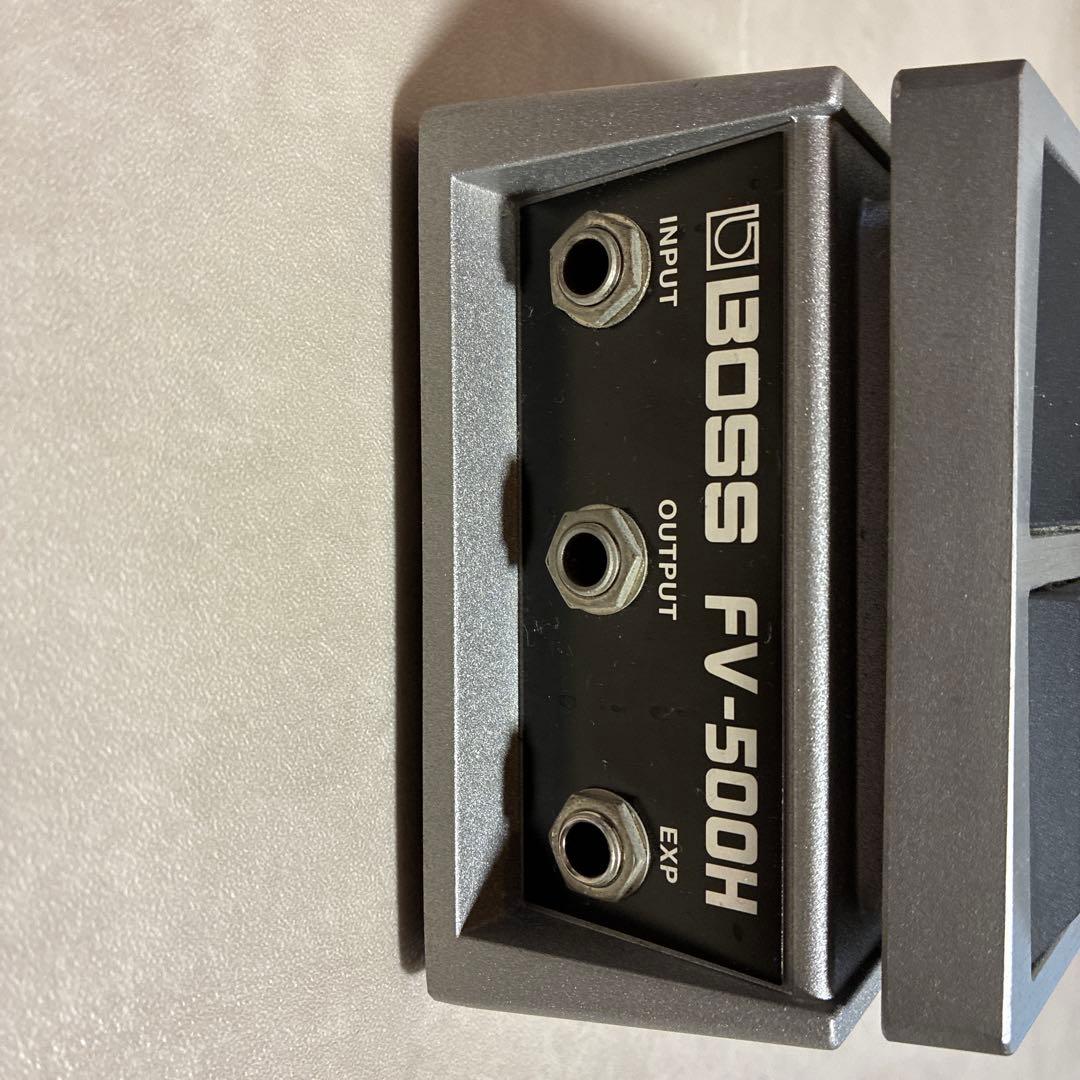 BOSS FV-500H
INPUT
OUTPUT
EXP